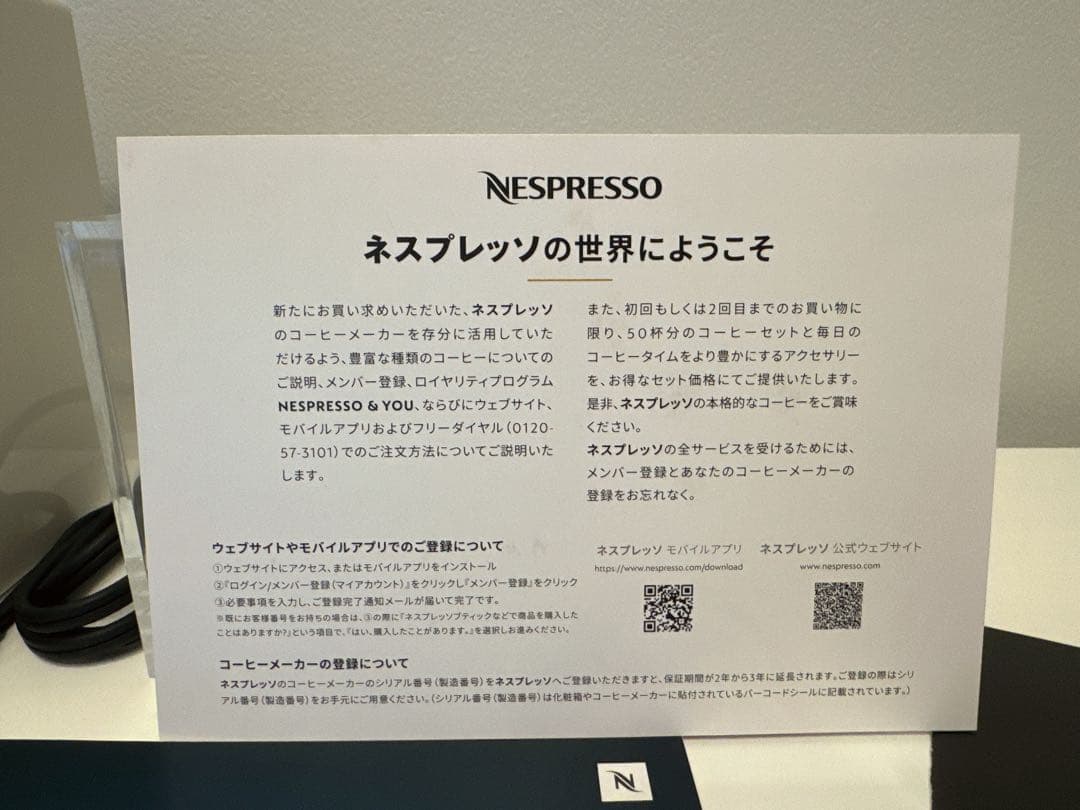 NESPRESSO
ネスプレッソの世界にようこそ
新たにお買い求めいただいた、ネスプレッソ
のコーヒーメーカーを存分に活用していた
だけるよう、豊富な種類のコーヒーについての
ご説明、メンバー登録、ロイヤリティプログラム
NESPRESSO & YOU、ならびにウェブサイト、
モバイルアプリおよびフリーダイヤル（0120-
57-3101）でのご注文方法についてご説明いた
します。
また、初回もしくは2回目までのお買い物に
限り、50杯分のコーヒーセットと毎日の
コーヒータイムをより豊かにするアクセサリー
を、お得なセット価格にてご提供いたします。
是非、ネスプレッソの本格的なコーヒーをご賞味
ください。
ネスプレッソの全サービスを受けるためには、
メンバー登録とあなたのコーヒーメーカーの
登録をお忘れなく。
ウェブサイトやモバイルアプリでのご登録について
①ウェブサイトにアクセス、またはモバイルアプリをインストール
②『ログイン/メンバー登録（マイアカウント）』をクリックし『メンバー登録』をクリック
③必要事項を入力し、ご登録完了通知メールが届いて完了です。
※既にお客様番号をお持ちの場合は、③の際に『ネスプレッソブティックなどで商品を購入した
ことはありますか?』という項目で、『はい、購入したことがあります。』を選択しお進みください。
ネスプレッソ モバイルアプリ
https://www.nespresso.com/download
ネスプレッソ 公式ウェブサイト
www.nespresso.com
コーヒーメーカーの登録について
ネスプレッソのコーヒーメーカーのシリアル番号（製造番号）をネスプレッソへご登録いただきますと、保証期間が2年から3年に延長されます。ご登録の際はシリ
アル番号（製造番号）をお手元にご用意ください。（シリアル番号（製造番号）は化粧箱やコーヒーメーカーに貼付されているバーコードシールに記載されています。）
N